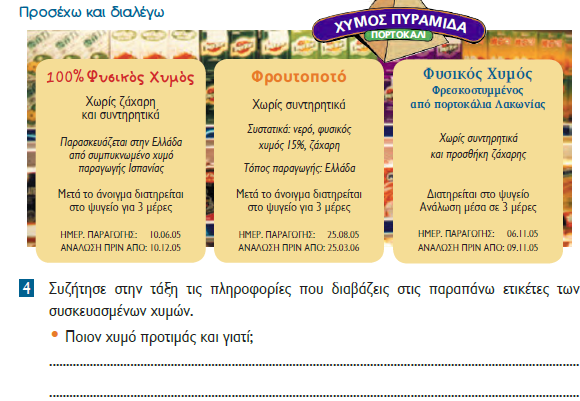 Προσέχω και διαλέγω
ΧΥΜΟΣ ΠΥΡΑΜΙΔΑ
ΠΟΡΤΟΚΑΛΙ
100% Φυσικός Χυμός
Χωρίς ζάχαρη
και συντηρητικά
Παρασκευάζεται στην Ελλάδα
από συμπυκνωμένο χυμό
παραγωγής Ισπανίας
Μετά το άνοιγμα διατηρείται
στο ψυγείο για 3 μέρες
ΗΜΕΡ. ΠΑΡΑΓΩΓΗΣ: 10.06.05
ΑΝΑΛΩΣΗ ΠΡΙΝ ΑΠΟ: 10.12.05
Φρουτοποτό
Χωρίς συντηρητικά
Συστατικά: νερό, φυσικός
χυμός 15%, ζάχαρη
Τόπος παραγωγής: Ελλάδα
Μετά το άνοιγμα διατηρείται
στο ψυγείο για 3 μέρες
ΗΜΕΡ. ΠΑΡΑΓΩΓΗΣ: 25.08.05
ΑΝΑΛΩΣΗ ΠΡΙΝ ΑΠΟ: 25.03.06
Φυσικός Χυμός
Φρεσκοστυμμένος
από πορτοκάλια Λακωνίας
Χωρίς συντηρητικά
και προσθήκη ζάχαρης
Διατηρείται στο ψυγείο
Ανάλωση μέσα σε 3 μέρες
ΗΜΕΡ. ΠΑΡΑΓΩΓΗΣ: 06.11.05
ΑΝΑΛΩΣΗ ΠΡΙΝ ΑΠΟ: 09.11.05
4 Συζήτησε στην τάξη τις πληροφορίες που διαβάζεις στις παραπάνω ετικέτες των
συσκευασμένων χυμών.
• Ποιον χυμό προτιμάς και γιατί;